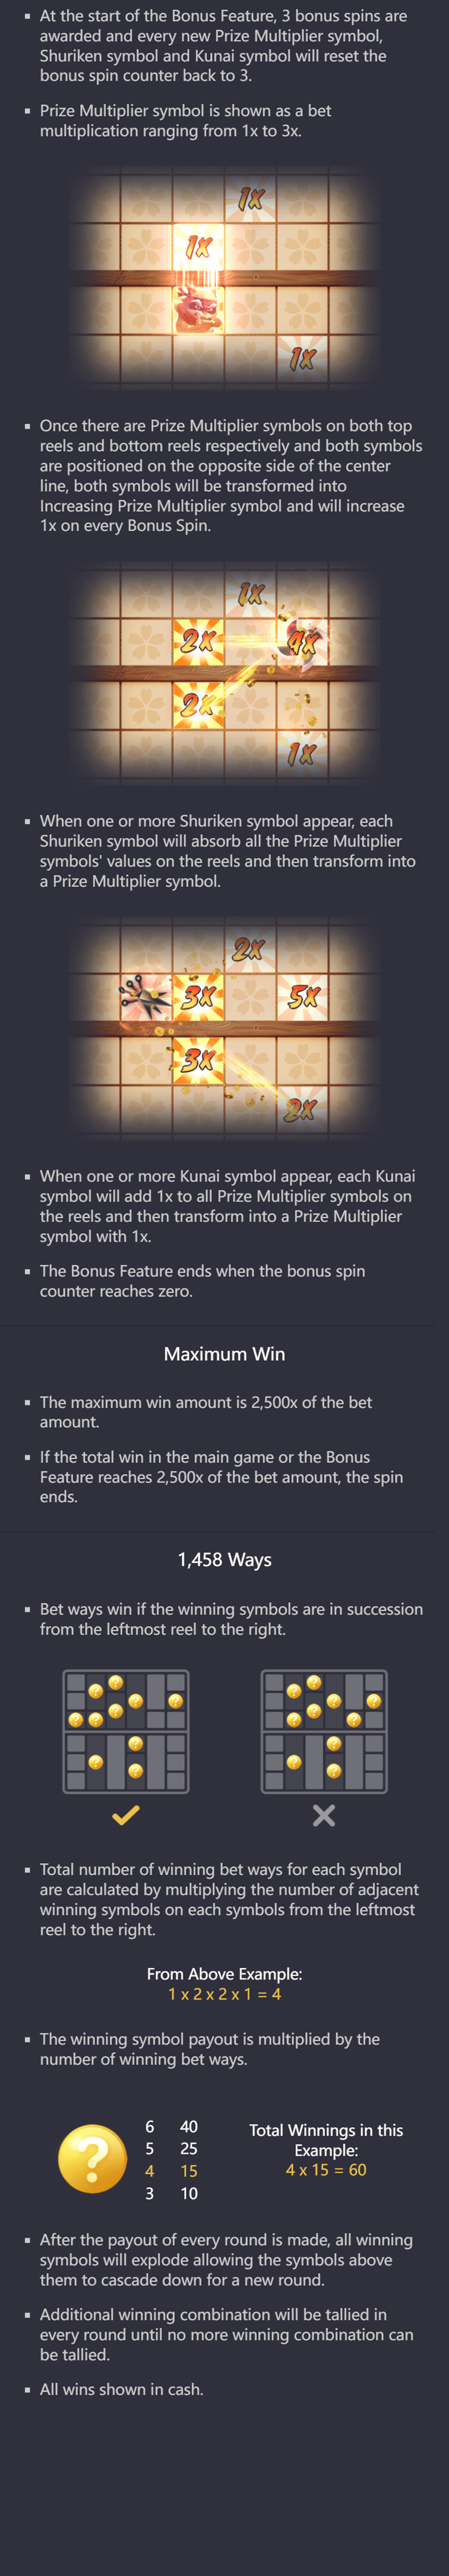 At the start of the Bonus Feature, 3 bonus spins are
awarded and every new Prize Multiplier symbol,
Shuriken symbol and Kunai symbol will reset the
bonus spin counter back to 3.
Prize Multiplier symbol is shown as a bet
multiplication ranging from 1x to 3x.
1X
1X
1X
Once there are Prize Multiplier symbols on both top
reels and bottom reels respectively and both symbols
are positioned on the opposite side of the center
line, both symbols will be transformed into
Increasing Prize Multiplier symbol and will increase
1x on every Bonus Spin.
1X
2X 4X
2X
1X
When one or more Shuriken symbol appear, each
Shuriken symbol will absorb all the Prize Multiplier
symbols' values on the reels and then transform into
a Prize Multiplier symbol.
2X
3X 5X
3X
2X
When one or more Kunai symbol appear, each Kunai
symbol will add 1x to all Prize Multiplier symbols on
the reels and then transform into a Prize Multiplier
symbol with 1x.
The Bonus Feature ends when the bonus spin
counter reaches zero.
Maximum Win
The maximum win amount is 2,500x of the bet
amount.
If the total win in the main game or the Bonus
Feature reaches 2,500x of the bet amount, the spin
ends.
1,458 Ways
Bet ways win if the winning symbols are in succession
from the leftmost reel to the right.
Total number of winning bet ways for each symbol
are calculated by multiplying the number of adjacent
winning symbols on each symbols from the leftmost
reel to the right.
From Above Example:
1 x 2 x 2 x 1 = 4
The winning symbol payout is multiplied by the
number of winning bet ways.
?
6 40
5 25
4 15
3 10
Total Winnings in this
Example:
4 x 15 = 60
After the payout of every round is made, all winning
symbols will explode allowing the symbols above
them to cascade down for a new round.
Additional winning combination will be tallied in
every round until no more winning combination can
be tallied.
All wins shown in cash.